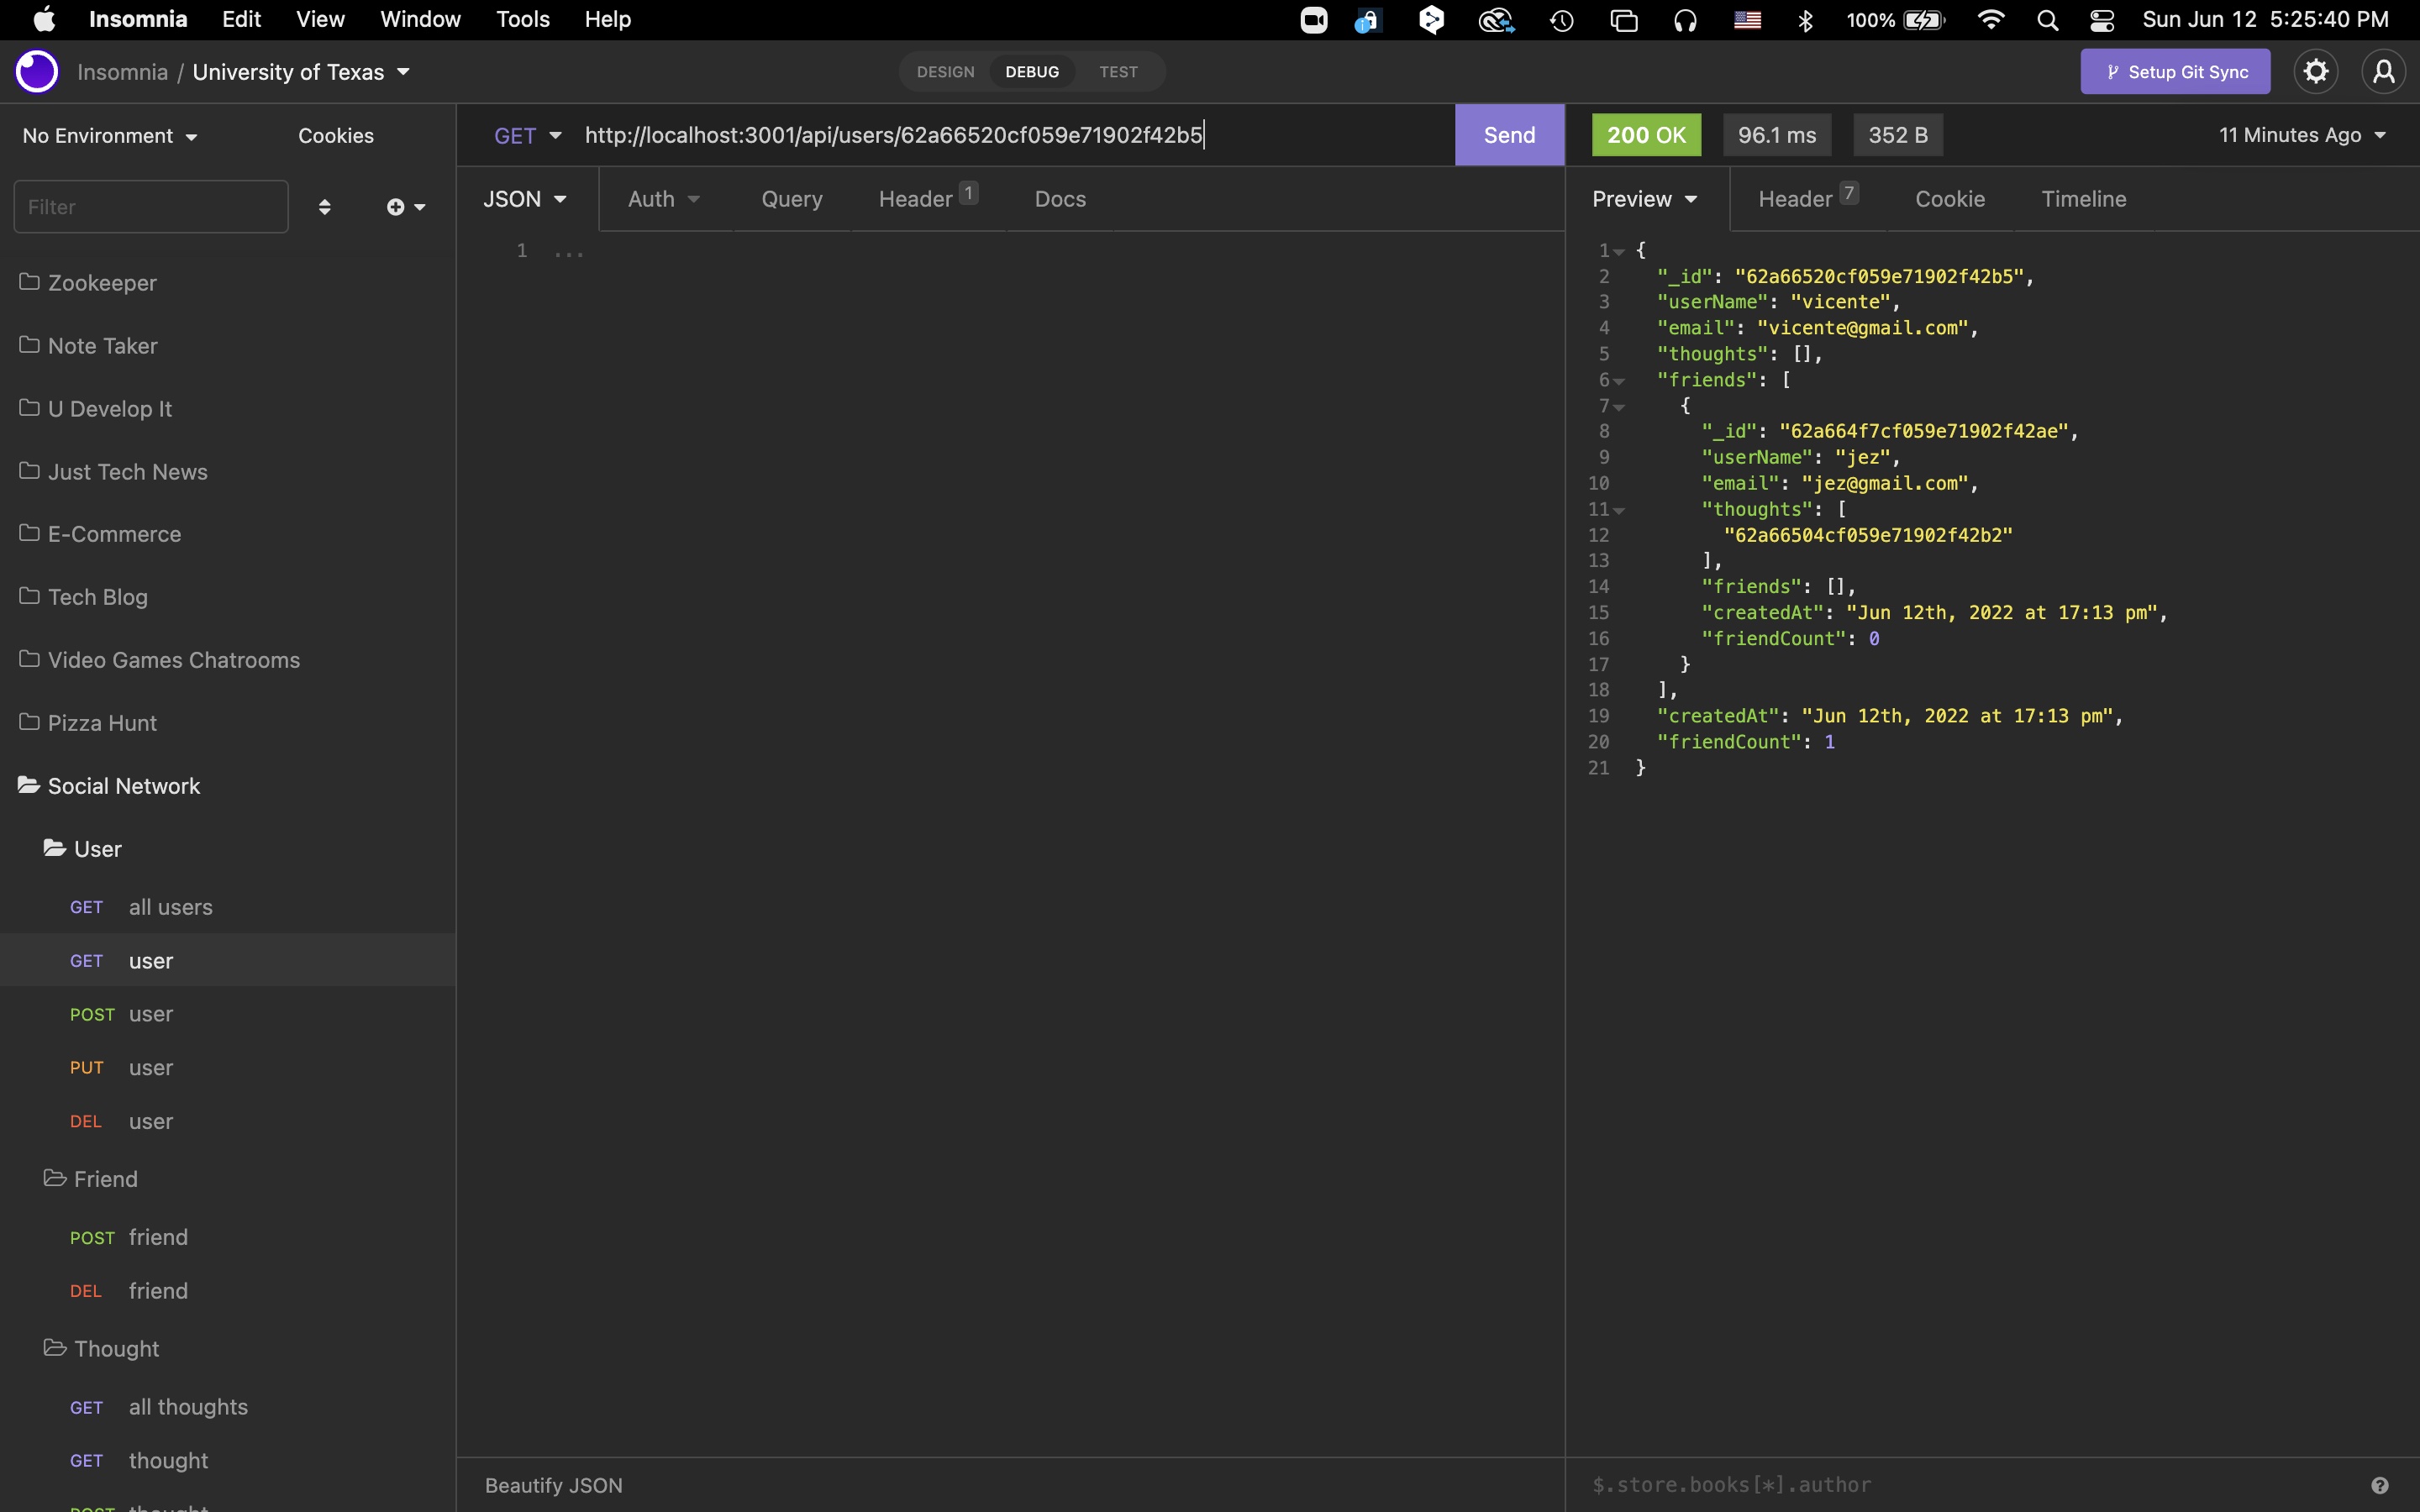 Insomnia Edit View Window Tools Help 100% Sun Jun 12 5:25:40 PM
Insomnia / University of Texas DESIGN DEBUG TEST Setup Git Sync
No Environment Cookies
GET http://localhost:3001/api/users/62a66520cf059e71902f42b5 Send
200 OK 96.1 ms 352 B 11 Minutes Ago
Filter
JSON Auth Query Header 1 Docs
Preview Header 7 Cookie Timeline
Zookeeper
Note Taker
U Develop It
Just Tech News
E-Commerce
Tech Blog
Video Games Chatrooms
Pizza Hunt
Social Network
User
GET all users
GET user
POST user
PUT user
DEL user
Friend
POST friend
DEL friend
Thought
GET all thoughts
GET thought
POST thought
1 ...
Beautify JSON
1 {
2 "_id": "62a66520cf059e71902f42b5",
3 "userName": "vicente",
4 "email": "vicente@gmail.com",
5 "thoughts": [],
6 "friends": [
7 {
8 "_id": "62a664f7cf059e71902f42ae",
9 "userName": "jez",
10 "email": "jez@gmail.com",
11 "thoughts": [
12 "62a66504cf059e71902f42b2"
13 ],
14 "friends": [],
15 "createdAt": "Jun 12th, 2022 at 17:13 pm",
16 "friendCount": 0
17 }
18 ],
19 "createdAt": "Jun 12th, 2022 at 17:13 pm",
20 "friendCount": 1
21 }
$.store.books[*].author